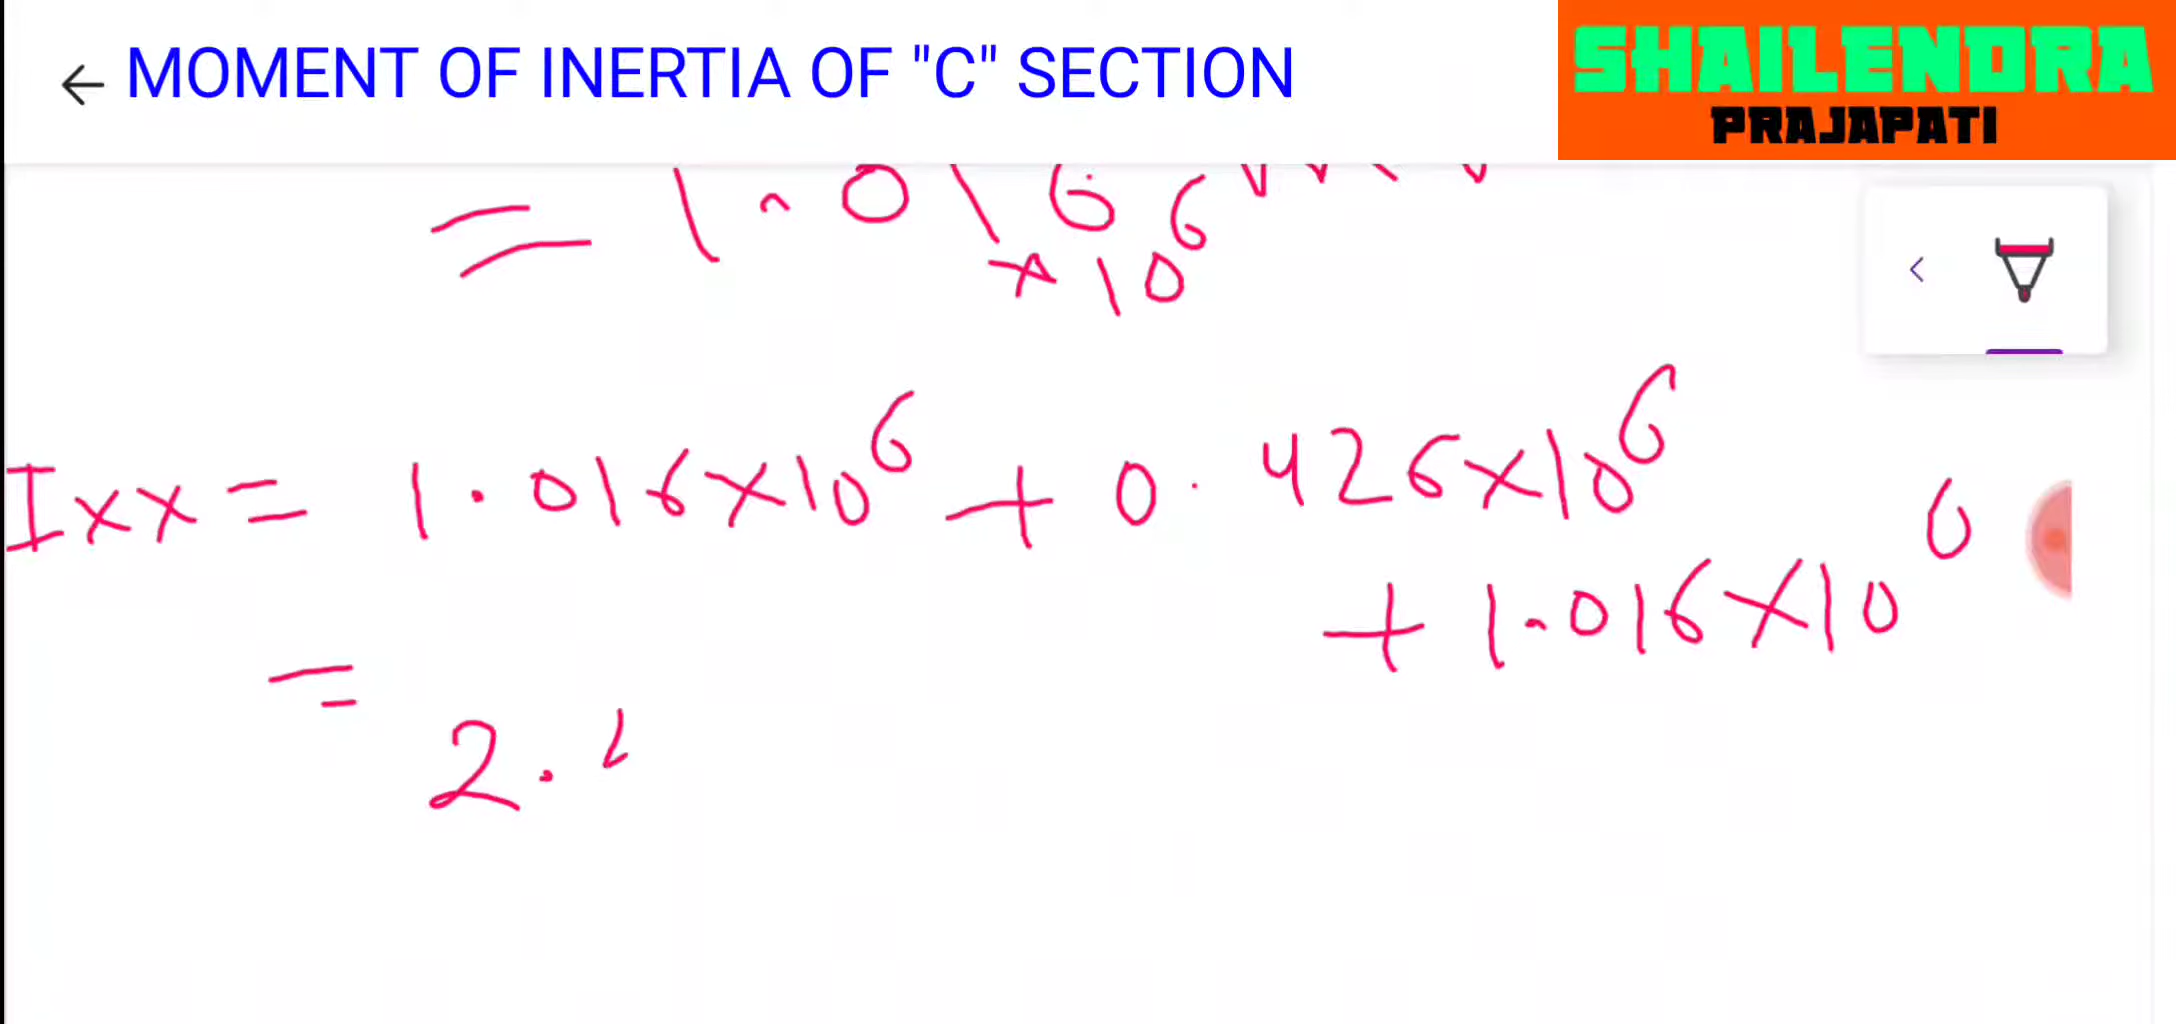 MOMENT OF INERTIA OF "C" SECTION
SHAILENDRA
PRAJAPATI
= 1.016
×10⁶
Ixx = 1.016×10⁶ + 0.426×10⁶
+ 1.016×10⁶
=
2.